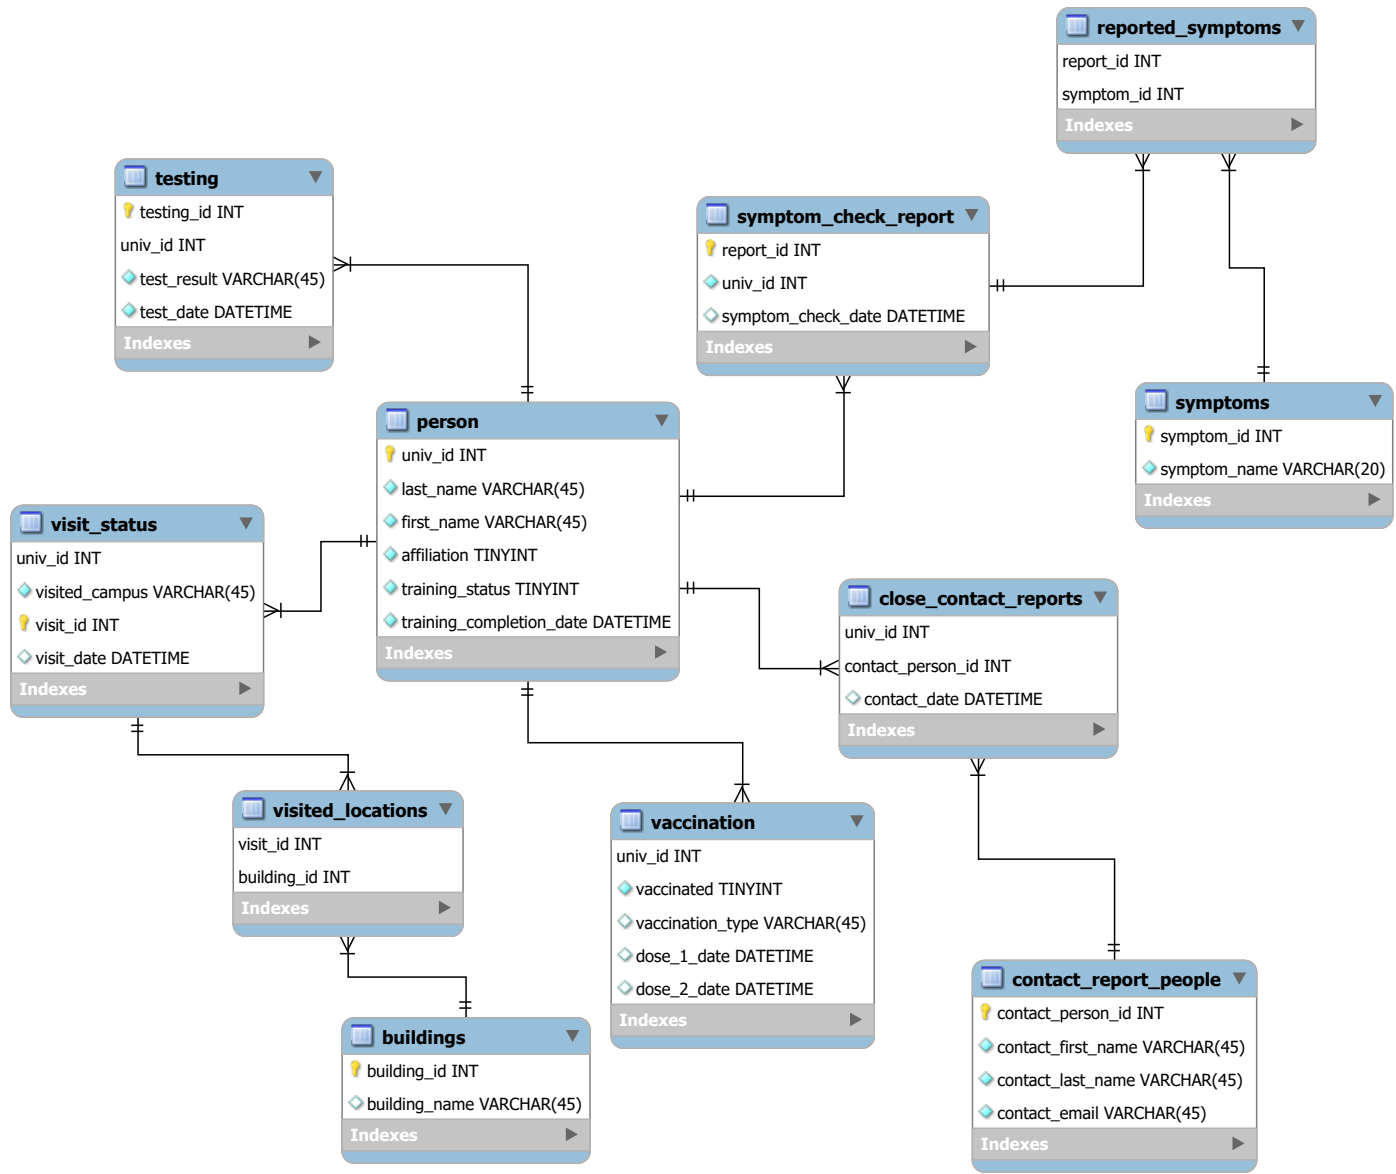 reported_symptoms
report_id INT
symptom_id INT
Indexes
testing
testing_id INT
univ_id INT
test_result VARCHAR(45)
test_date DATETIME
Indexes
symptom_check_report
report_id INT
univ_id INT
symptom_check_date DATETIME
Indexes
symptoms
symptom_id INT
symptom_name VARCHAR(20)
Indexes
person
univ_id INT
last_name VARCHAR(45)
first_name VARCHAR(45)
affiliation TINYINT
training_status TINYINT
training_completion_date DATETIME
Indexes
visit_status
univ_id INT
visited_campus VARCHAR(45)
visit_id INT
visit_date DATETIME
Indexes
close_contact_reports
univ_id INT
contact_person_id INT
contact_date DATETIME
Indexes
visited_locations
visit_id INT
building_id INT
Indexes
vaccination
univ_id INT
vaccinated TINYINT
vaccination_type VARCHAR(45)
dose_1_date DATETIME
dose_2_date DATETIME
Indexes
contact_report_people
contact_person_id INT
contact_first_name VARCHAR(45)
contact_last_name VARCHAR(45)
contact_email VARCHAR(45)
Indexes
buildings
building_id INT
building_name VARCHAR(45)
Indexes